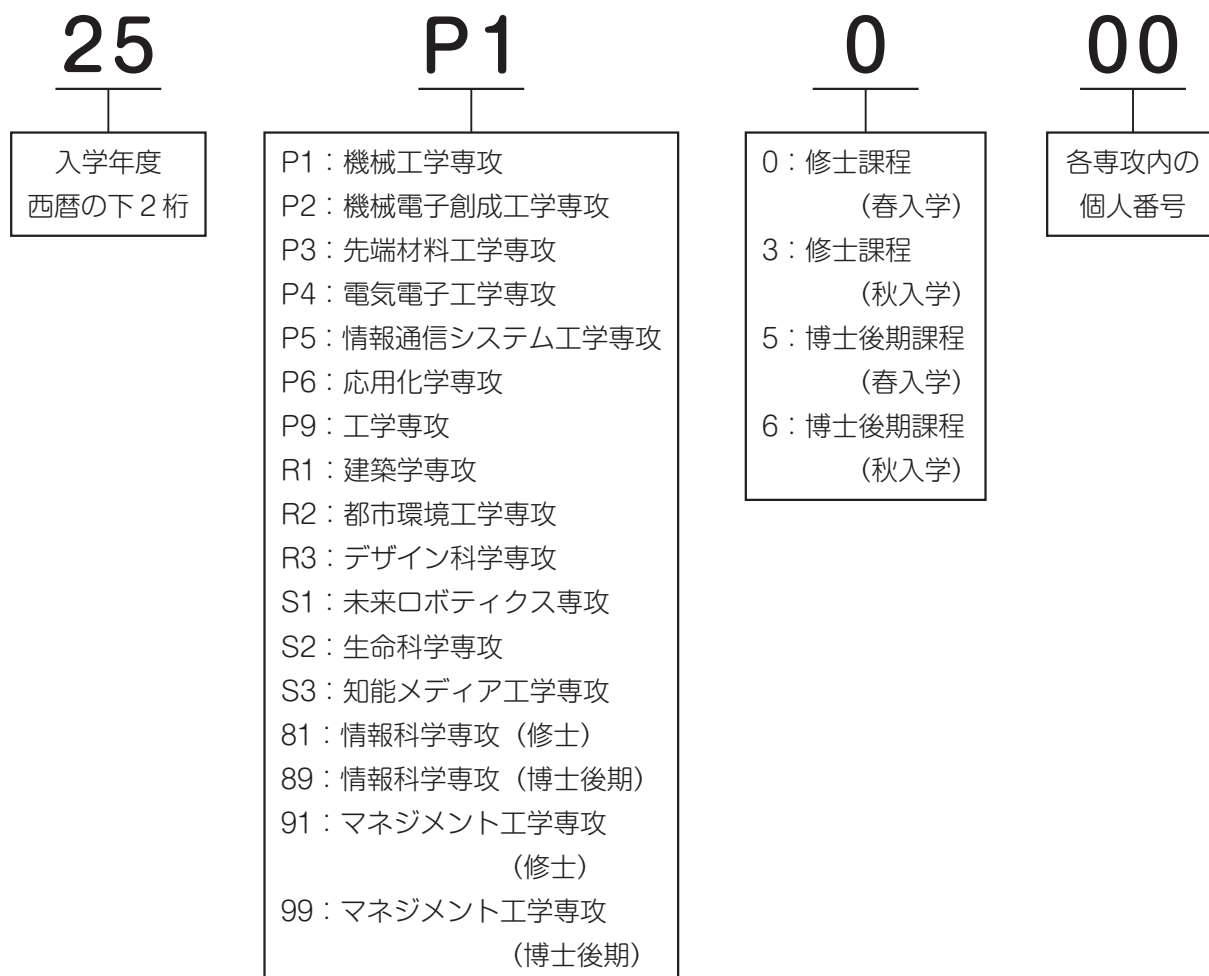 25 P1 0 00
入学年度
西暦の下2桁
P1：機械工学専攻
P2：機械電子創成工学専攻
P3：先端材料工学専攻
P4：電気電子工学専攻
P5：情報通信システム工学専攻
P6：応用化学専攻
P9：工学専攻
R1：建築学専攻
R2：都市環境工学専攻
R3：デザイン科学専攻
S1：未来ロボティクス専攻
S2：生命科学専攻
S3：知能メディア工学専攻
81：情報科学専攻（修士）
89：情報科学専攻（博士後期）
91：マネジメント工学専攻
（修士）
99：マネジメント工学専攻
（博士後期）
0：修士課程
（春入学）
3：修士課程
（秋入学）
5：博士後期課程
（春入学）
6：博士後期課程
（秋入学）
各専攻内の
個人番号